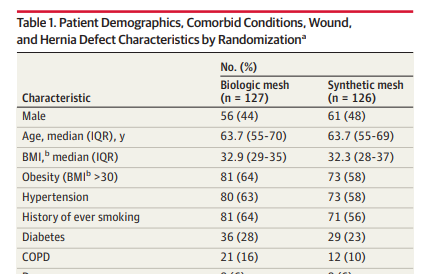 Table 1. Patient Demographics, Comorbid Conditions, Wound,
and Hernia Defect Characteristics by Randomizationᵃ
No. (%)
Biologic mesh Synthetic mesh
Characteristic (n = 127) (n = 126)
Male 56 (44) 61 (48)
Age, median (IQR), y 63.7 (55-70) 63.7 (55-69)
BMI,ᵇ median (IQR) 32.9 (29-35) 32.3 (28-37)
Obesity (BMIᵇ >30) 81 (64) 73 (58)
Hypertension 80 (63) 73 (58)
History of ever smoking 81 (64) 71 (56)
Diabetes 36 (28) 29 (23)
COPD 21 (16) 12 (10)